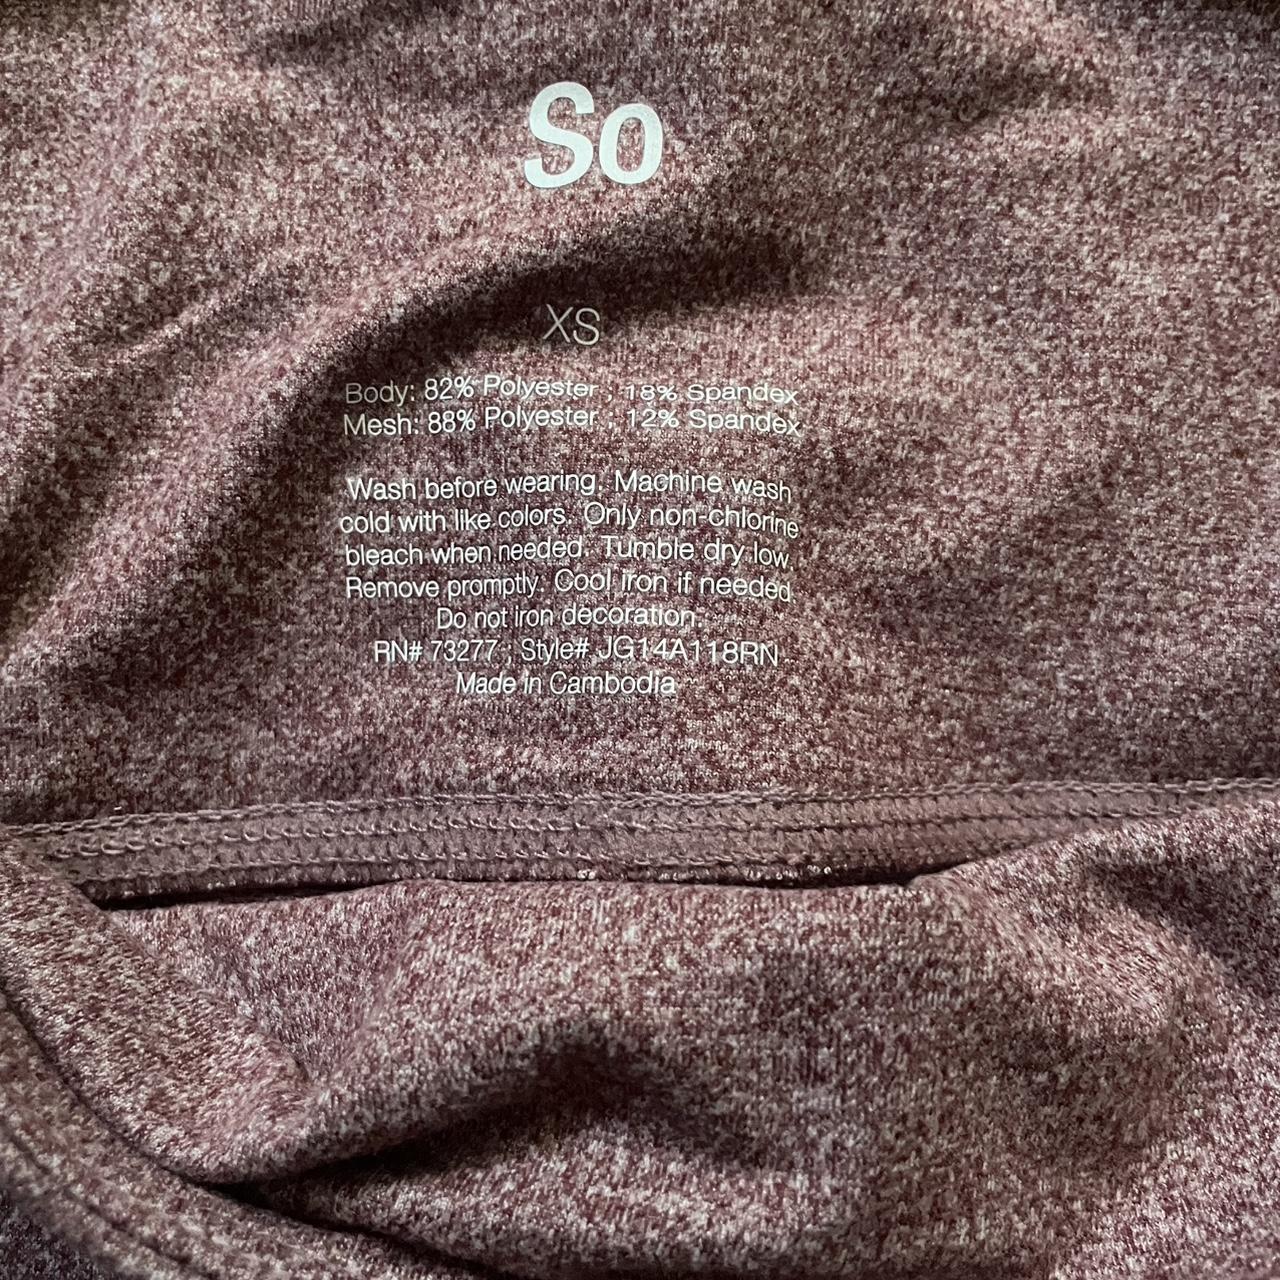 So
XS
Body: 82% Polyester ; 18% Spandex
Mesh: 88% Polyester ; 12% Spandex
Wash before wearing. Machine wash
cold with like colors. Only non-chlorine
bleach when needed. Tumble dry low.
Remove promptly. Cool iron if needed.
Do not iron decoration.
RN# 73277 ; Style# JG14A118RN
Made in Cambodia